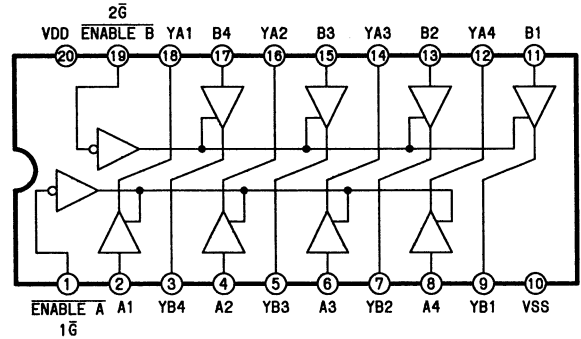 2G̅
VDD E̅N̅A̅B̅L̅E̅ B̅ YA1 B4 YA2 B3 YA3 B2 YA4 B1
20 19 18 17 16 15 14 13 12 11
1 2 3 4 5 6 7 8 9 10
E̅N̅A̅B̅L̅E̅ A̅ A1 YB4 A2 YB3 A3 YB2 A4 YB1 VSS
1G̅